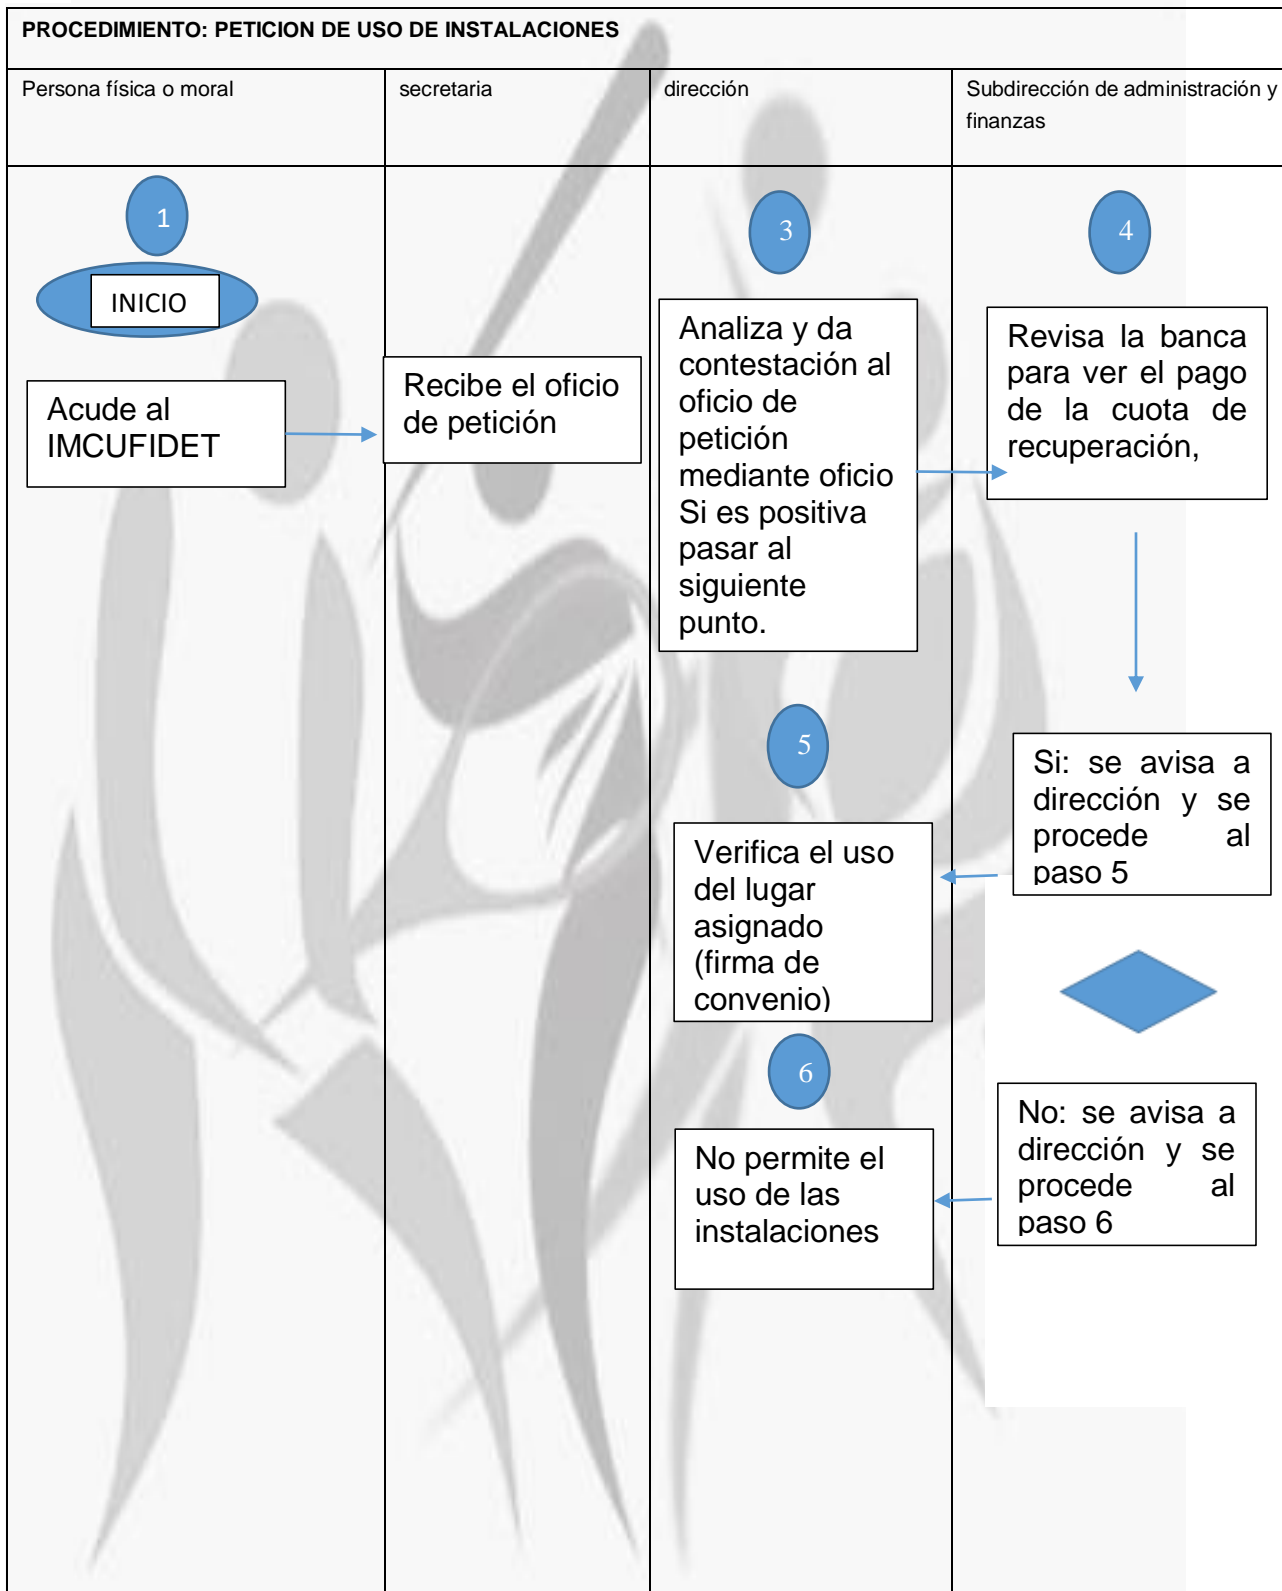 PROCEDIMIENTO: PETICION DE USO DE INSTALACIONES
Persona física o moral
secretaria
dirección
Subdirección de administración y
finanzas
1
INICIO
Acude al
IMCUFIDET
Recibe el oficio
de petición
3
Analiza y da
contestación al
oficio de
petición
mediante oficio
Si es positiva
pasar al
siguiente
punto.
4
Revisa la banca
para ver el pago
de la cuota de
recuperación,
Si: se avisa a
dirección y se
procede al
paso 5
5
Verifica el uso
del lugar
asignado
(firma de
convenio)
No: se avisa a
dirección y se
procede al
paso 6
6
No permite el
uso de las
instalaciones